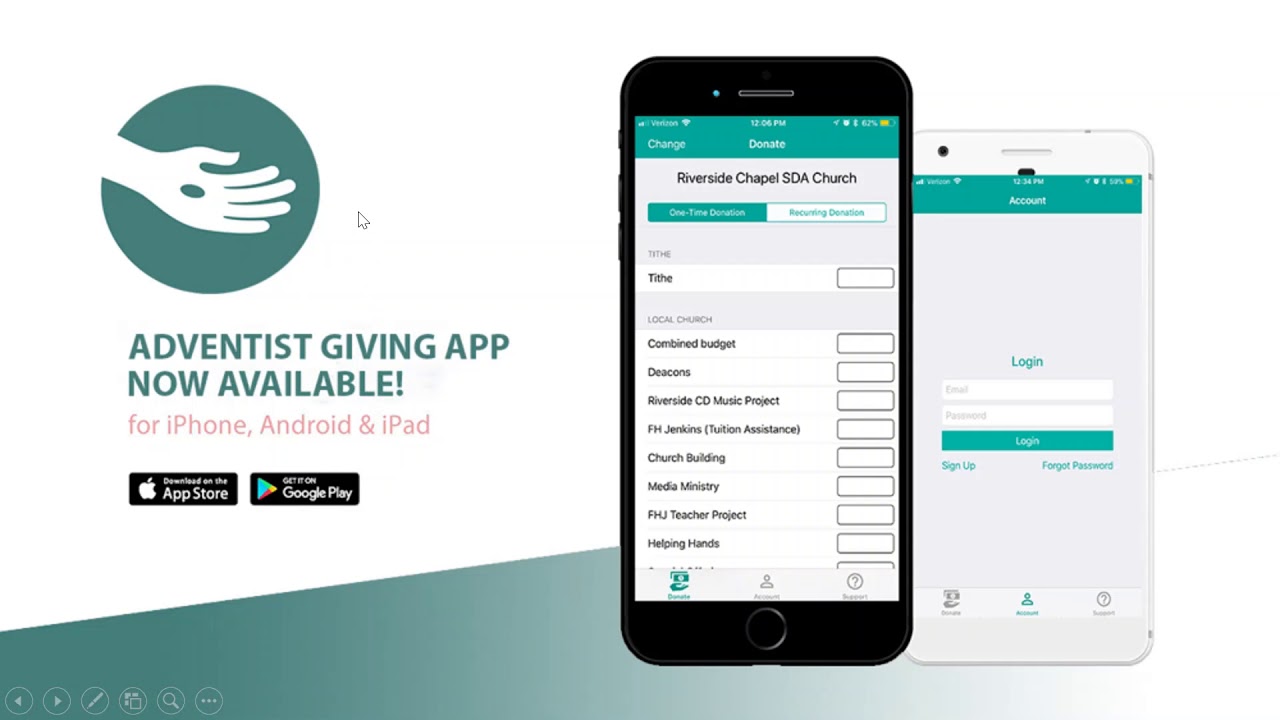 ADVENTIST GIVING APP
NOW AVAILABLE!
for iPhone, Android & iPad
Download on the
App Store
GET IT ON
Google Play
Verizon 12:06 PM 62%
Change Donate
Riverside Chapel SDA Church
One-Time Donation Recurring Donation
TITHE
Tithe
LOCAL CHURCH
Combined budget
Deacons
Riverside CD Music Project
FH Jenkins (Tuition Assistance)
Church Building
Media Ministry
FHJ Teacher Project
Helping Hands
Donate Account Support
Verizon 12:34 PM 59%
Account
Login
Email
Password
Login
Sign Up Forgot Password
Donate Account Support